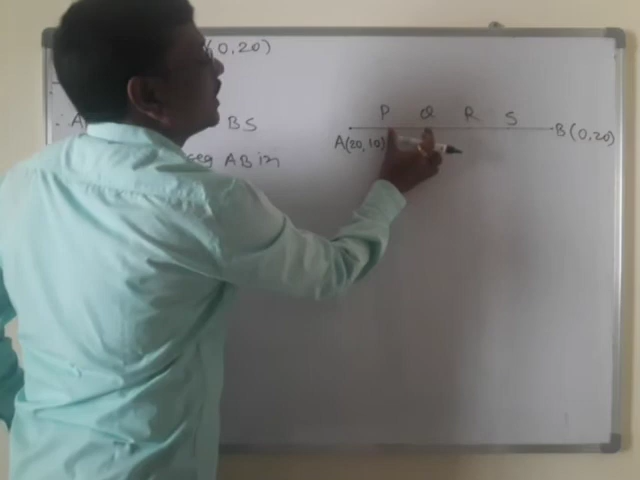 (0,20)
∴ A
BS
seg AB in
P Q R S
A(20,10)
B(0,20)